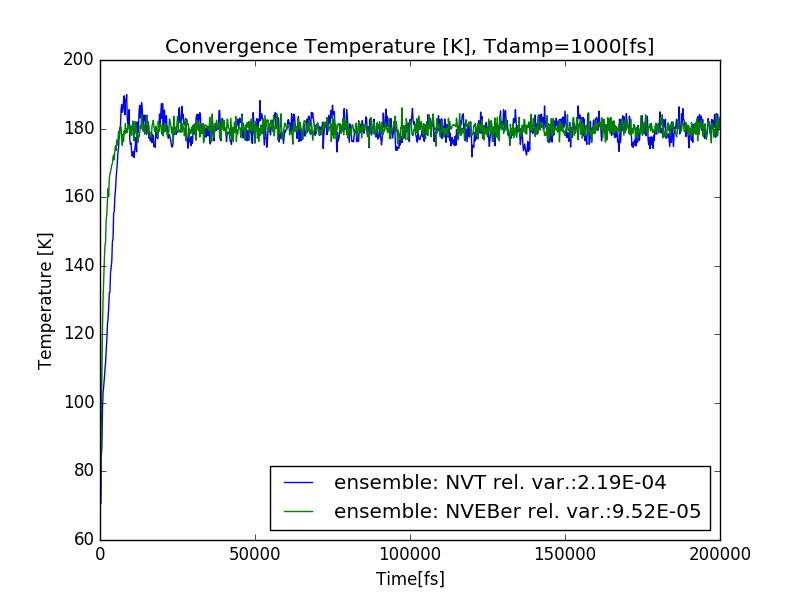 Convergence Temperature [K], Tdamp=1000[fs]
200
180
160
140
120
100
80
60
Temperature [K]
ensemble: NVT rel. var.:2.19E-04
ensemble: NVEBer rel. var.:9.52E-05
0 50000 100000 150000 200000
Time[fs]